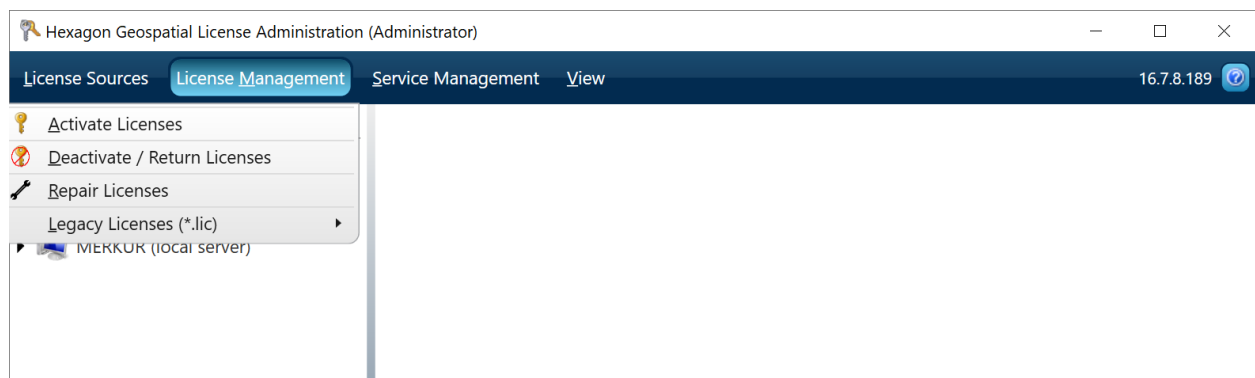 Hexagon Geospatial License Administration (Administrator)
License Sources License Management Service Management View 16.7.8.189
Activate Licenses
Deactivate / Return Licenses
Repair Licenses
Legacy Licenses (*.lic)
MERKUR (local server)